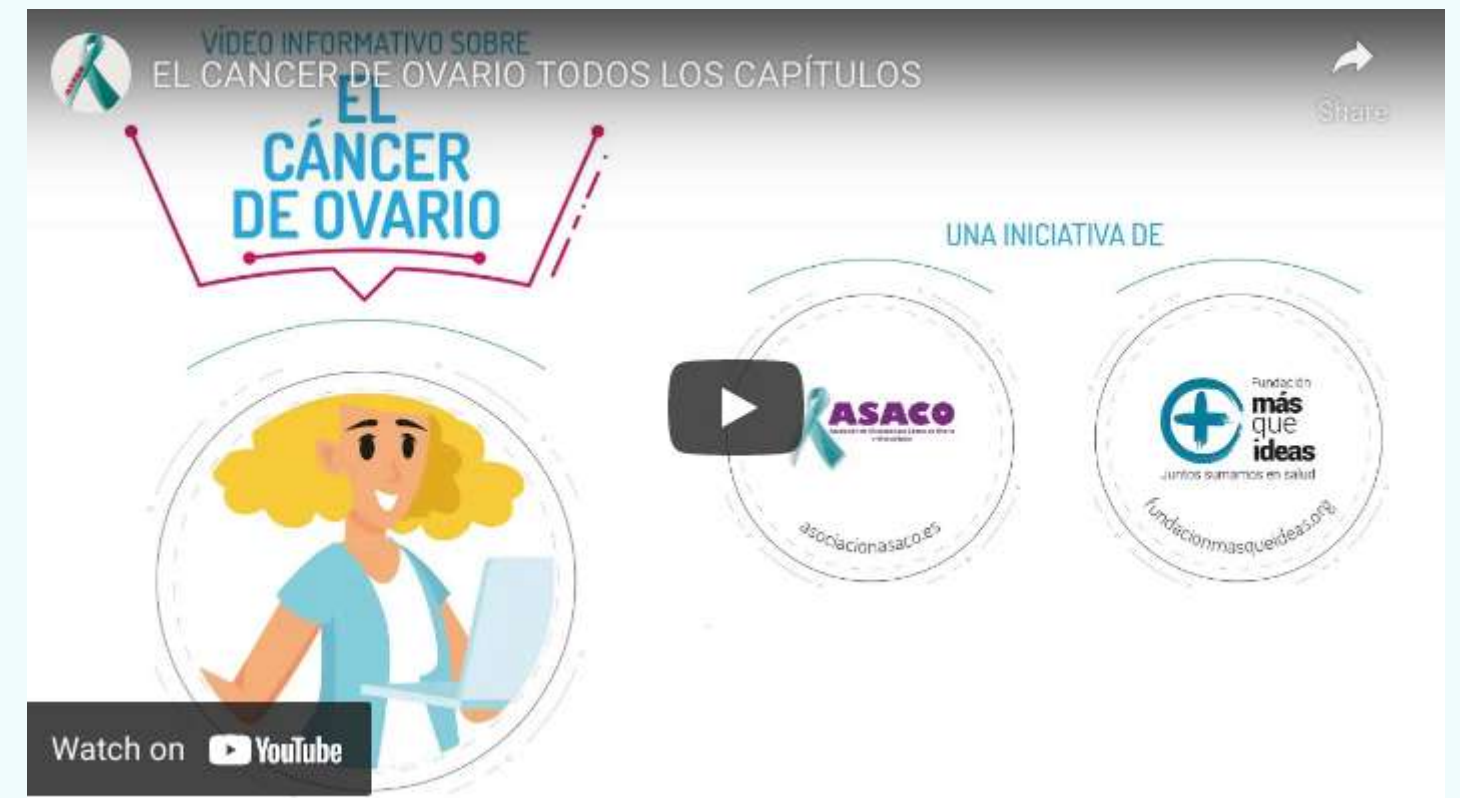 VÍDEO INFORMATIVO SOBRE
EL CANCER DE OVARIO TODOS LOS CAPÍTULOS
Share
EL
CÁNCER
DE OVARIO
UNA INICIATIVA DE
ASACO
asociacionasaco.es
Fundación
más
que
ideas
Juntos sumamos en salud
fundacionmasqueideas.org
Watch on YouTube